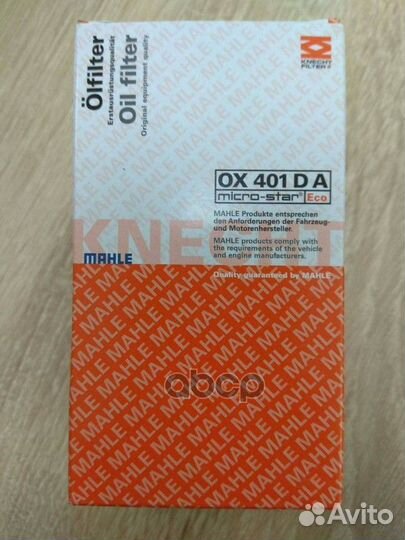 Ölfilter
Erstausrüstungsqualität
Oil filter
Original equipment quality
KNECHT
FILTER
OX 401 D A
micro-star® Eco
MAHLE Produkte entsprechen
den Anforderungen der Fahrzeug-
und Motorenhersteller.
MAHLE products comply with
the requirements of the vehicle
and engine manufacturers.
Quality guaranteed by MAHLE.
KNECHT
MAHLE
abcp
Avito